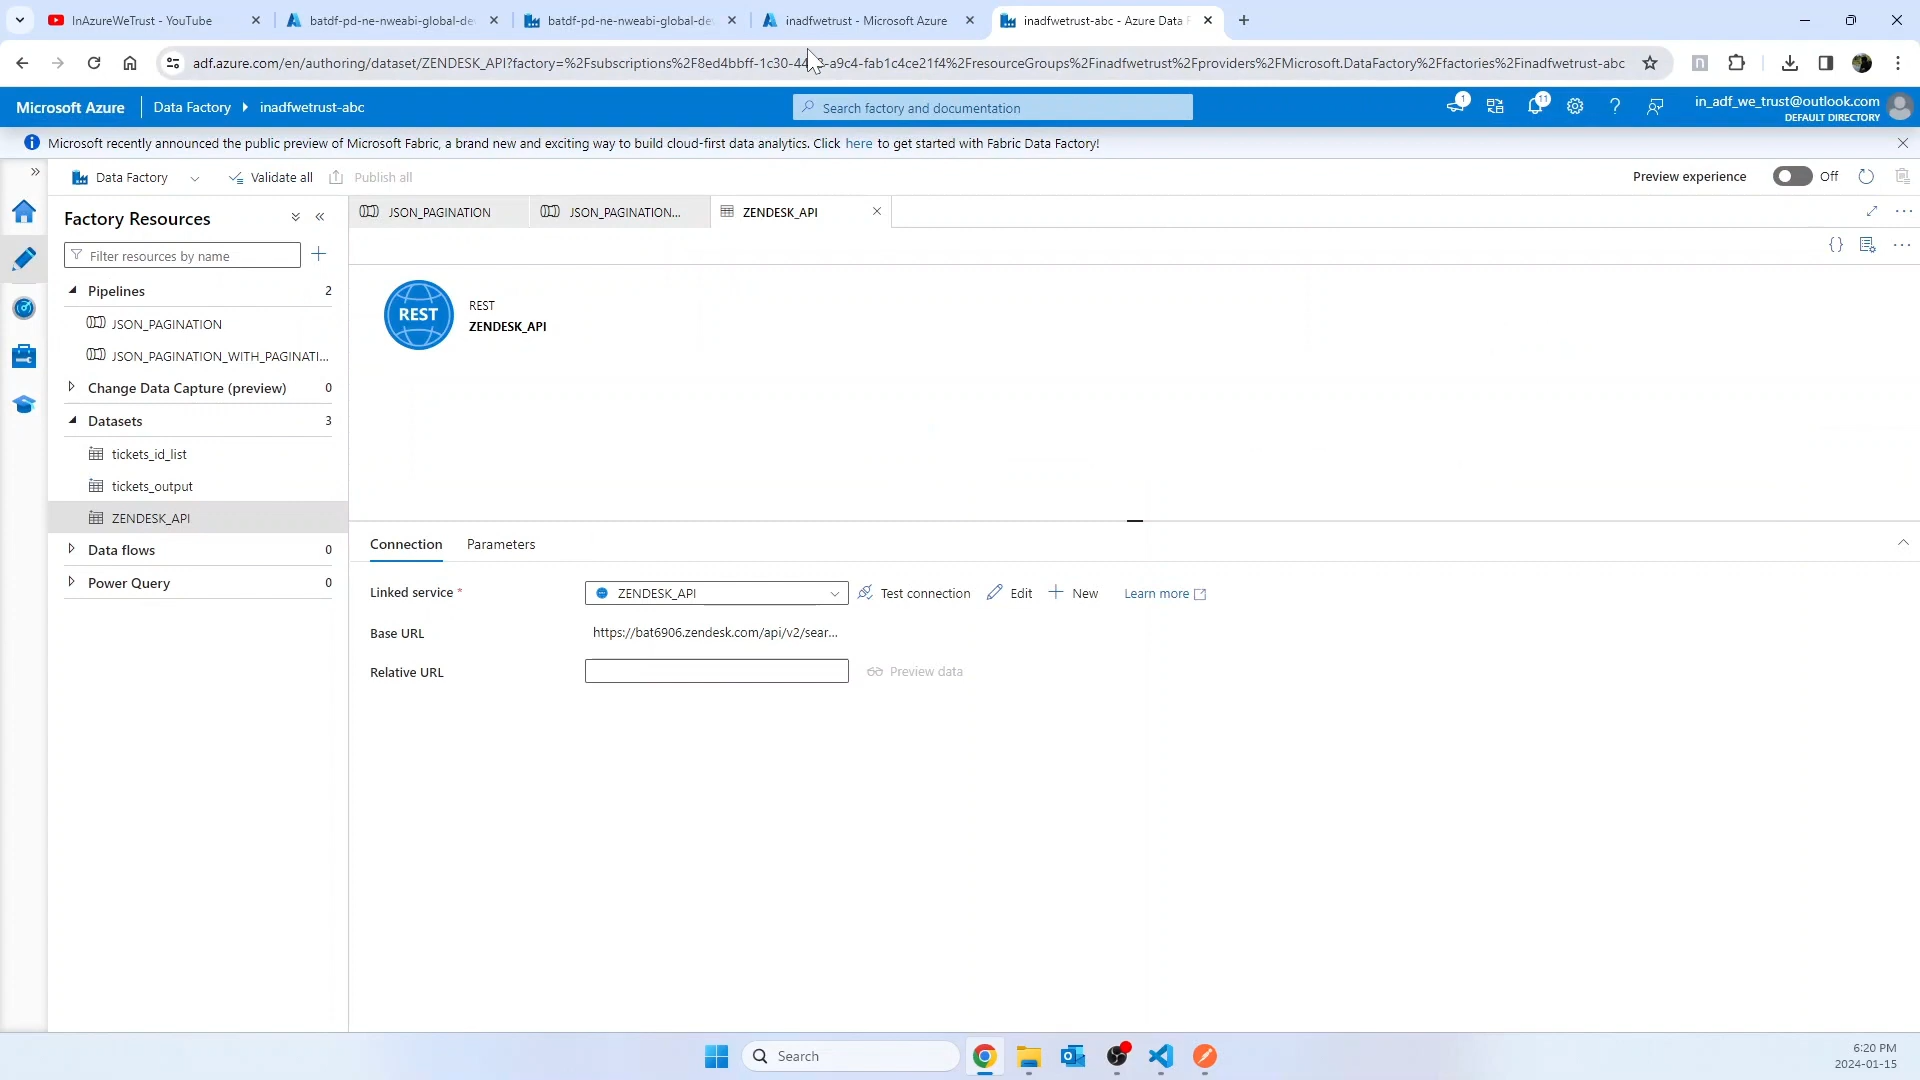 InAzureWeTrust - YouTube
batdf-pd-ne-nweabi-global-de
batdf-pd-ne-nweabi-global-de
inadfwetrust - Microsoft Azure
inadfwetrust-abc - Azure Data F
adf.azure.com/en/authoring/dataset/ZENDESK_API?factory=%2Fsubscriptions%2F8ed4bbff-1c30-44 -a9c4-fab1c4ce21f4%2FresourceGroups%2Finadfwetrust%2Fproviders%2FMicrosoft.DataFactory%2Ffactories%2Finadfwetrust-abc
Microsoft Azure
Data Factory
inadfwetrust-abc
Search factory and documentation
1
11
in_adf_we_trust@outlook.com
DEFAULT DIRECTORY
Microsoft recently announced the public preview of Microsoft Fabric, a brand new and exciting way to build cloud-first data analytics. Click here to get started with Fabric Data Factory!
Data Factory
Validate all
Publish all
Preview experience
Off
Factory Resources
Filter resources by name
Pipelines 2
JSON_PAGINATION
JSON_PAGINATION_WITH_PAGINATI...
Change Data Capture (preview) 0
Datasets 3
tickets_id_list
tickets_output
ZENDESK_API
Data flows 0
Power Query 0
JSON_PAGINATION
JSON_PAGINATION...
ZENDESK_API
{}
REST
REST
ZENDESK_API
Connection
Parameters
Linked service *
ZENDESK_API
Test connection
Edit
New
Learn more
Base URL
https://bat6906.zendesk.com/api/v2/sear...
Relative URL
Preview data
Search
6:20 PM
2024-01-15